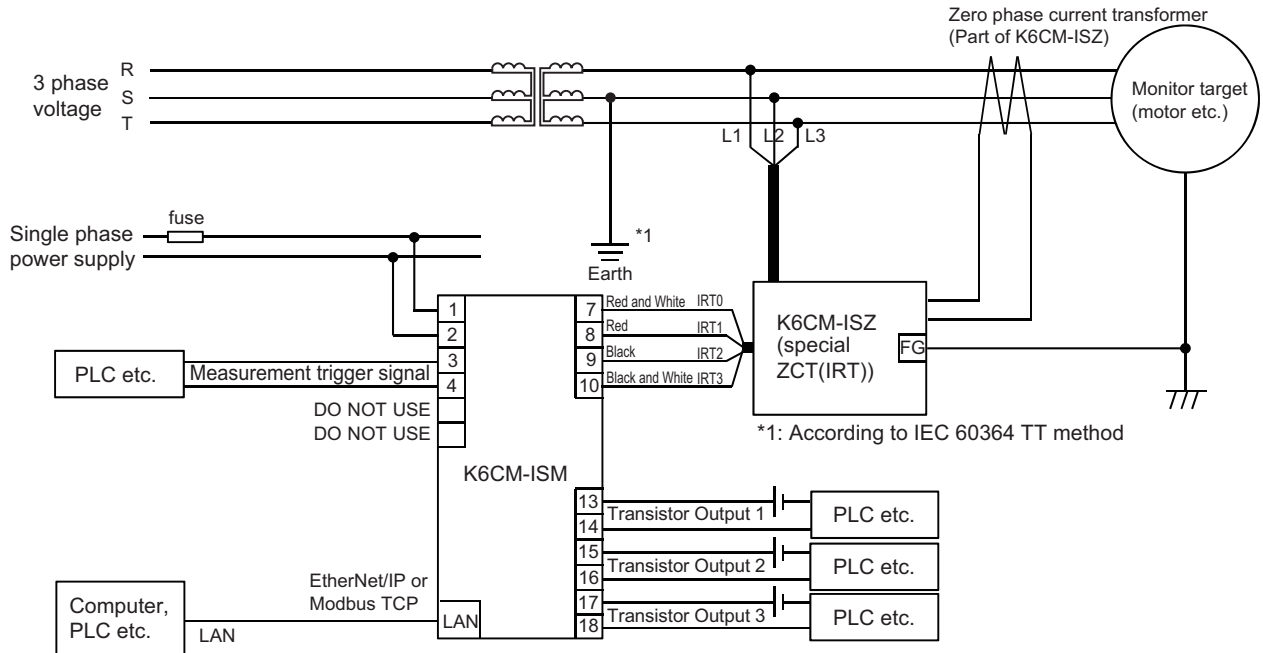 Zero phase current transformer
(Part of K6CM-ISZ)
3 phase
voltage
R
S
T
Monitor target
(motor etc.)
L1
L2
L3
fuse
Single phase
power supply
*1
Earth
1
2
3
4
7
8
9
10
Red and White IRT0
Red IRT1
Black IRT2
Black and White IRT3
K6CM-ISZ
(special
ZCT(IRT))
FG
PLC etc.
Measurement trigger signal
DO NOT USE
DO NOT USE
*1: According to IEC 60364 TT method
K6CM-ISM
13
14
15
16
17
18
Transistor Output 1
PLC etc.
Transistor Output 2
PLC etc.
Transistor Output 3
PLC etc.
EtherNet/IP or
Modbus TCP
LAN
Computer,
PLC etc.
LAN